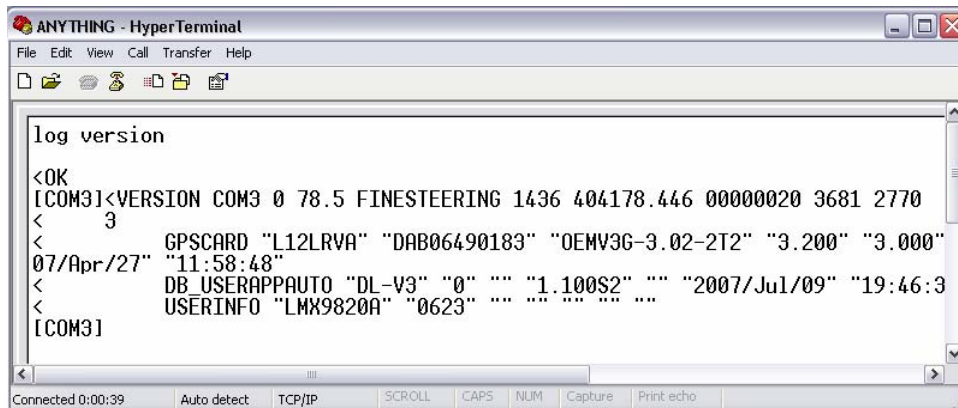 ANYTHING - HyperTerminal
File Edit View Call Transfer Help
log version
<OK
[COM3]<VERSION COM3 0 78.5 FINESTEERING 1436 404178.446 00000020 3681 2770
< 3
< GPSCARD "L12LRVA" "DAB06490183" "OEMV3G-3.02-2T2" "3.200" "3.000"
07/Apr/27" "11:58:48"
< DB_USERAPPAUTO "DL-V3" "0" "" "1.100S2" "" "2007/Jul/09" "19:46:3
< USERINFO "LMX9820A" "0623" "" "" "" "" ""
[COM3]
Connected 0:00:39 Auto detect TCP/IP SCROLL CAPS NUM Capture Print echo